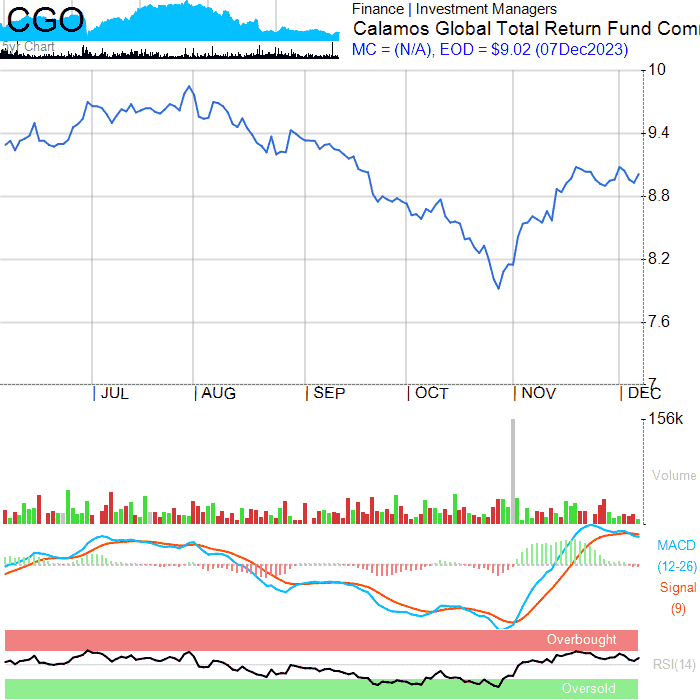 CGO
5yr Chart
Finance | Investment Managers
Calamos Global Total Return Fund Com
MC = (N/A), EOD = $9.02 (07Dec2023)
10
9.4
8.8
8.2
7.6
7
JUL AUG SEP OCT NOV DEC
156k
Volume
MACD
(12-26)
Signal
(9)
Overbought
RSI(14)
Oversold